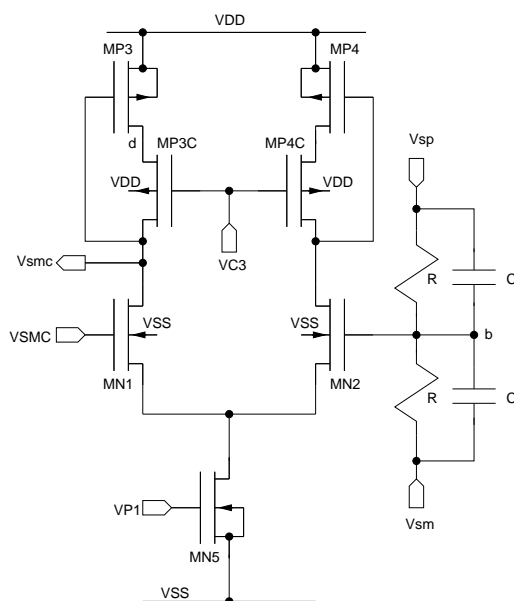 VDD
MP3
MP4
d
MP3C
MP4C
Vsp
VDD
VDD
Vsmc
VC3
R
C
VSMC
VSS
VSS
b
MN1
MN2
R
C
VP1
Vsm
MN5
VSS